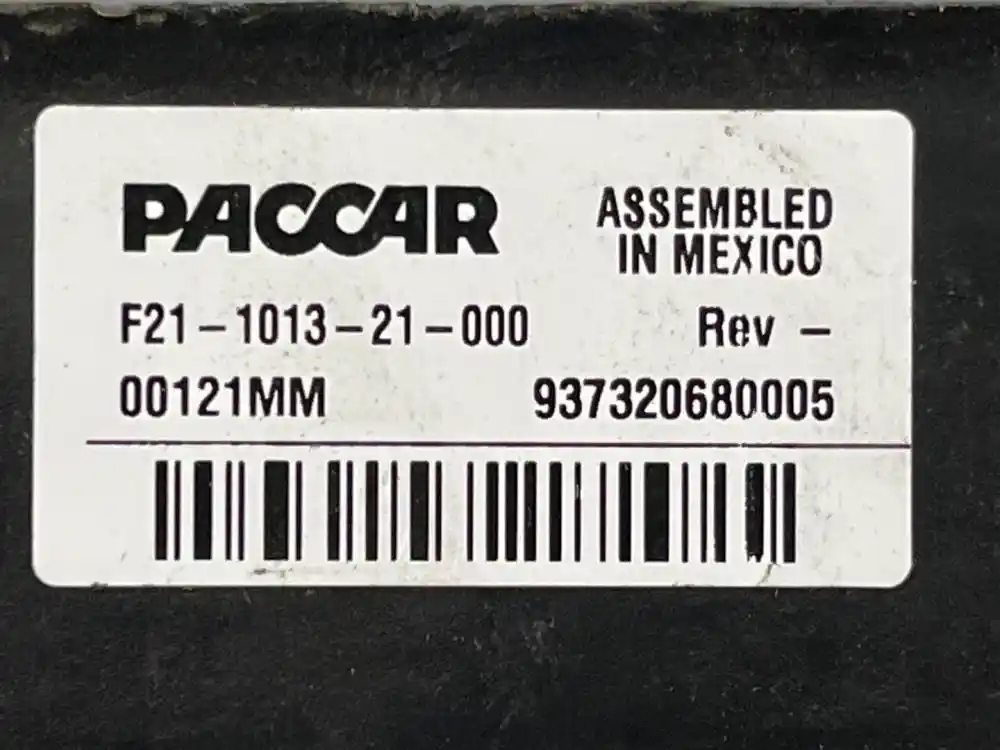 PACCAR
ASSEMBLED
IN MEXICO
F21-1013-21-000 Rev -
00121MM 937320680005